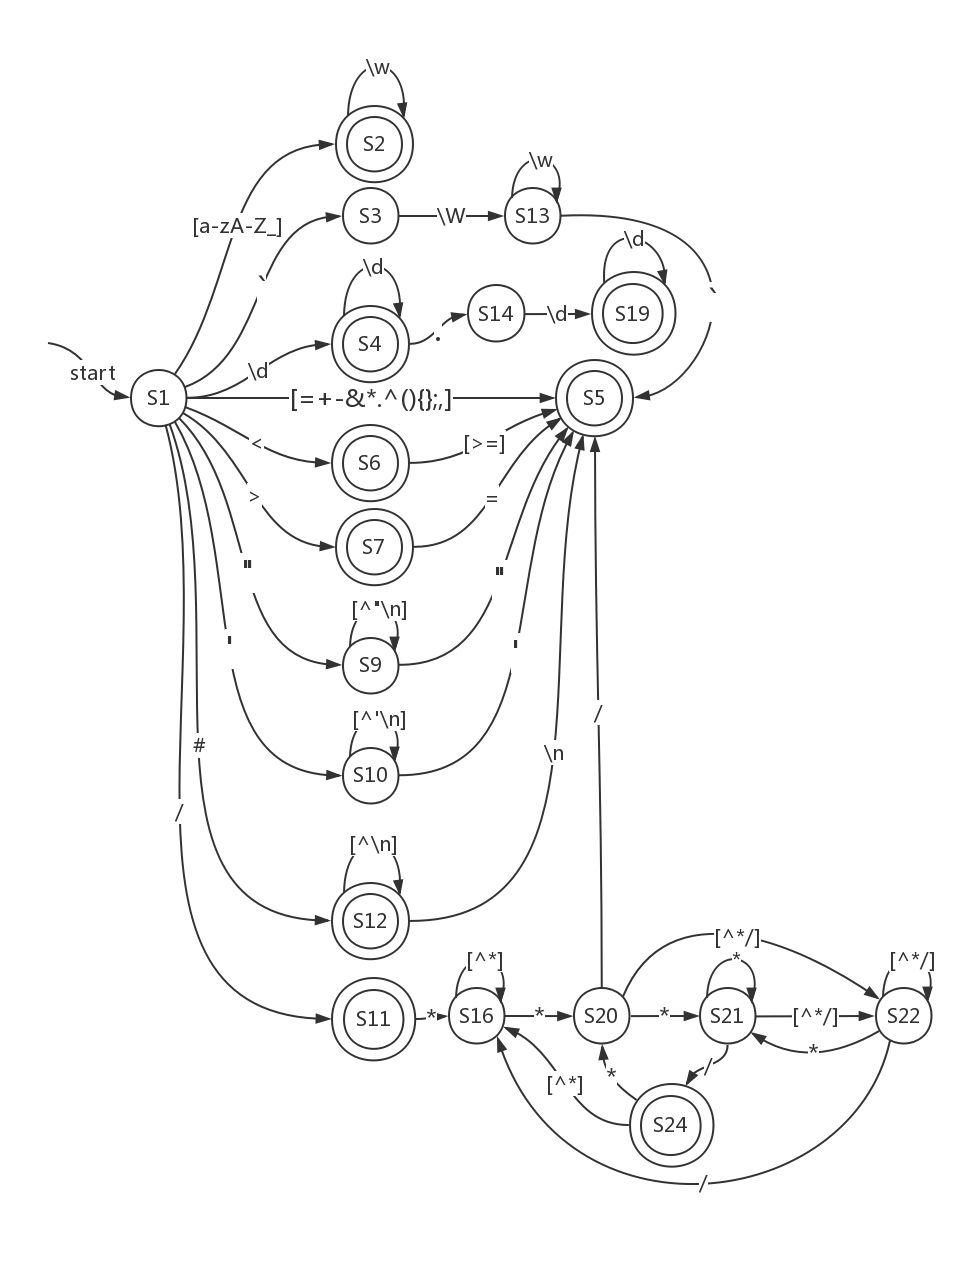 \w
S2
\w
[a-zA-Z_]
S3
\W
S13
`
\d
\d
S14
\d
S19
`
start
S1
\d
S4
.
[=+-&*.^(){};,]
S5
<
S6
[>=]
>
S7
=
"
[^"\n]
S9
"
'
[^'\n]
S10
'
#
[^\n]
S12
\n
/
S11
*
[^*]
S16
*
S20
/
*
[^*/]
*
S21
[^*/]
[^*/]
S22
*
/
[^*]
*
S24
/